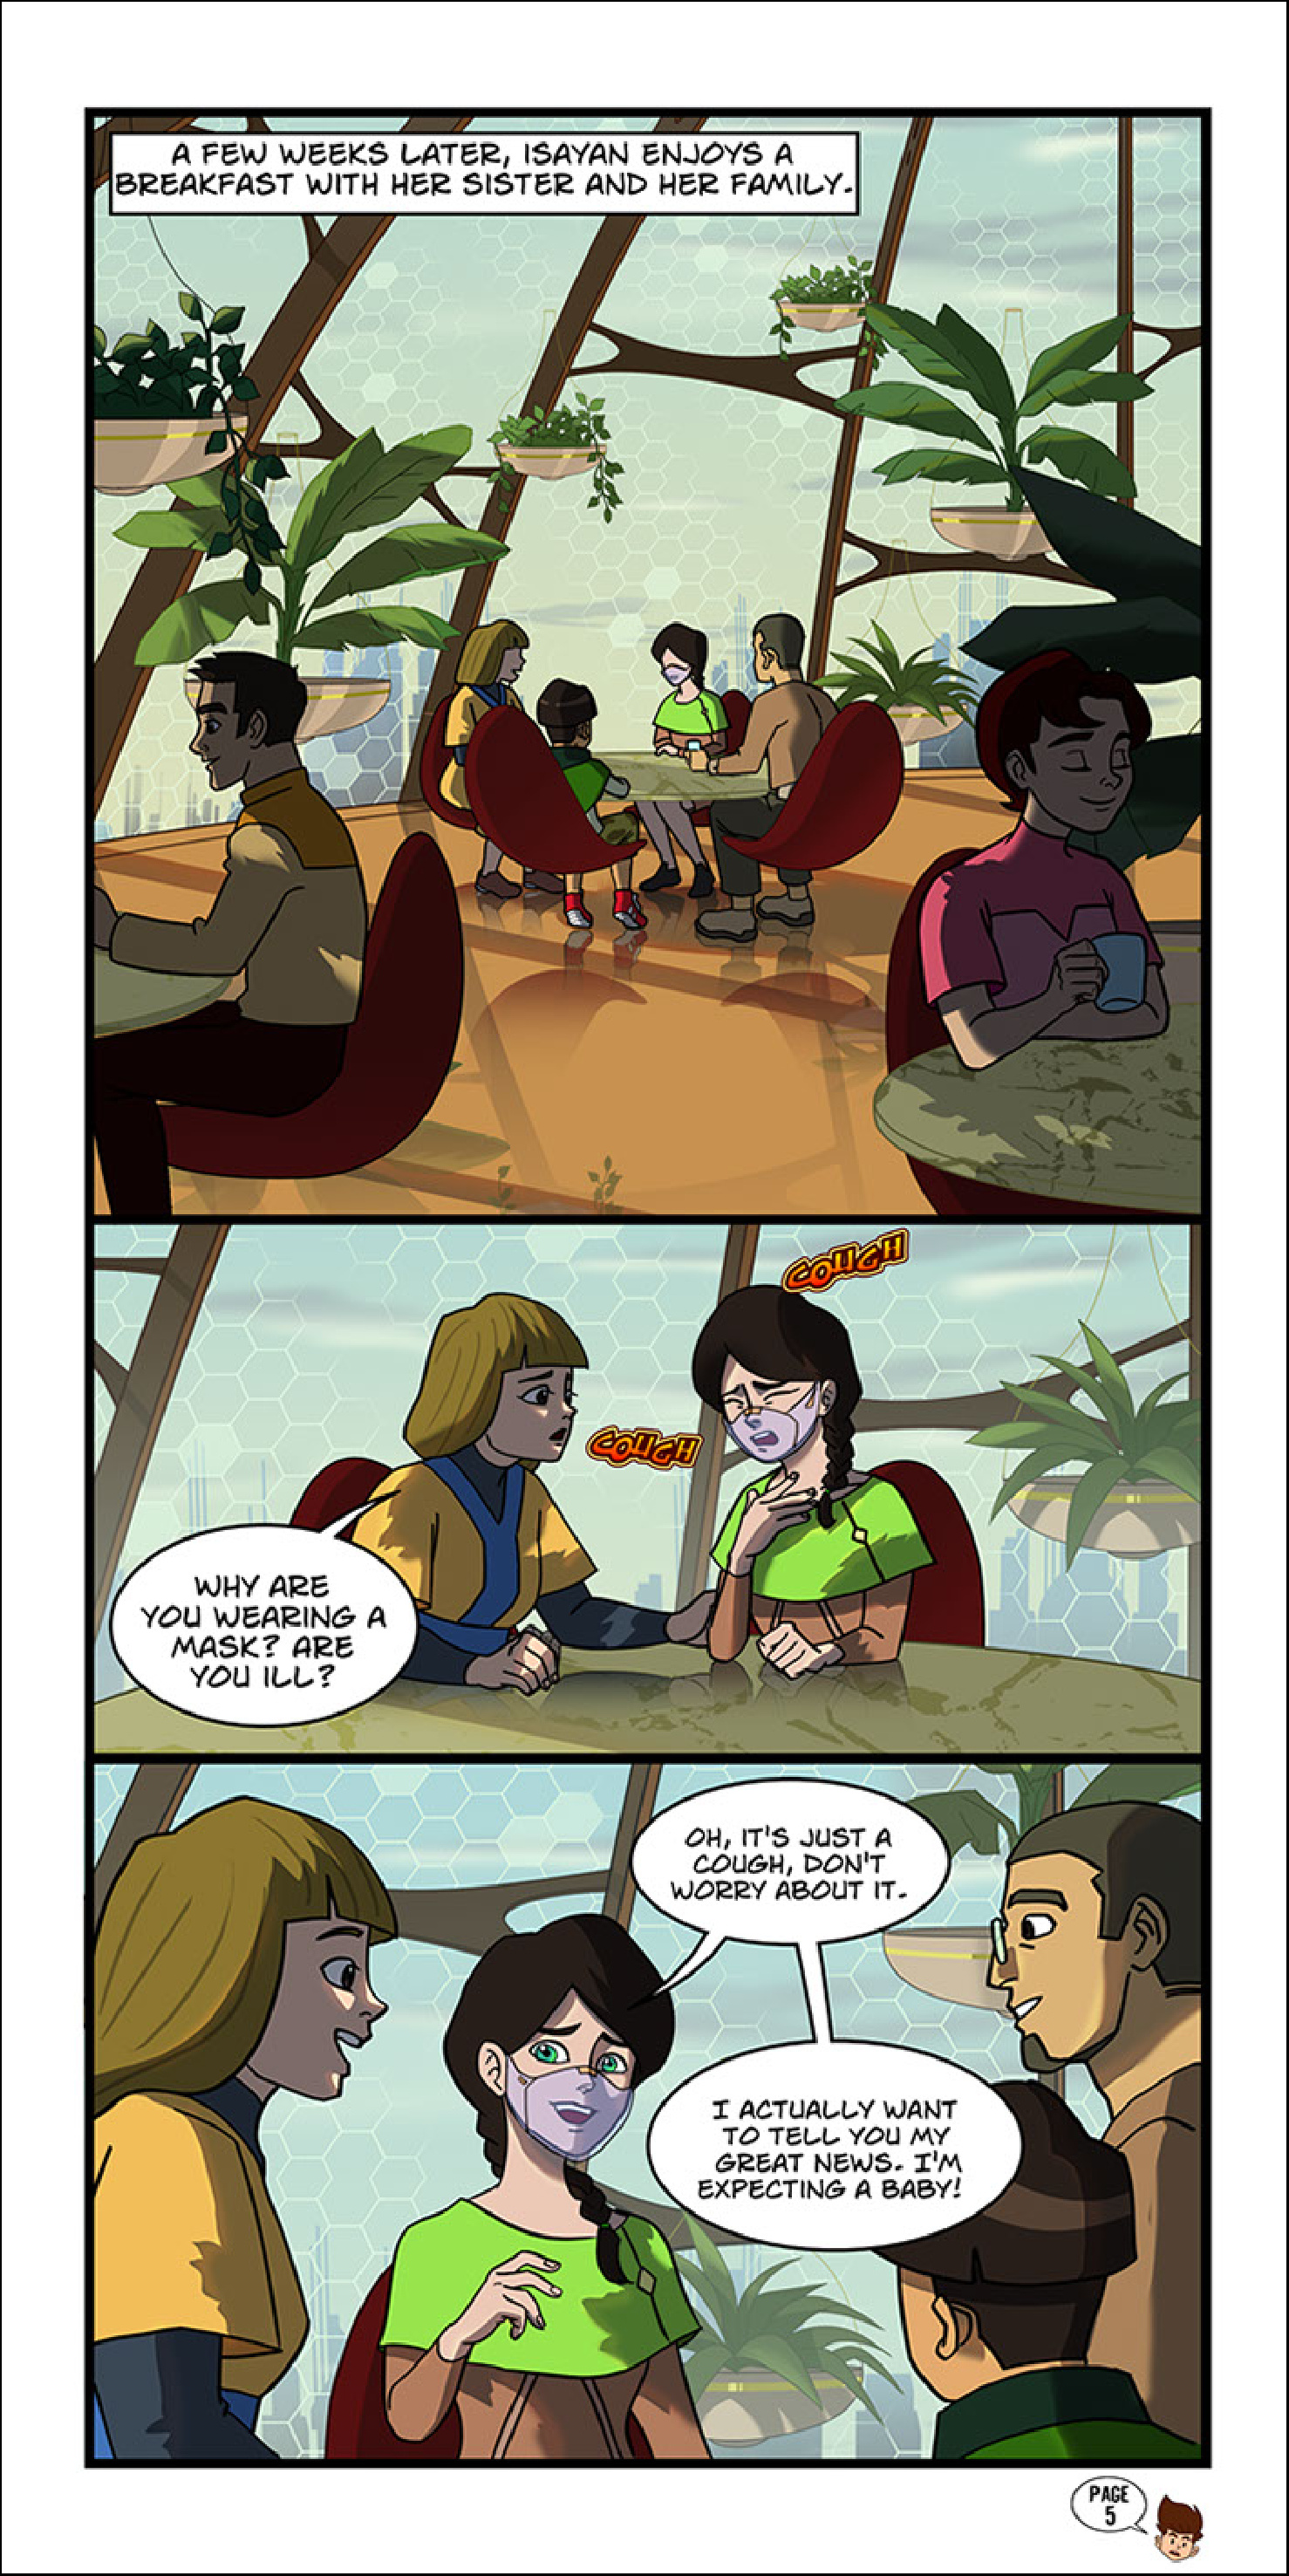 A FEW WEEKS LATER, ISAYAN ENJOYS A
BREAKFAST WITH HER SISTER AND HER FAMILY.
COUGH
COUGH
WHY ARE
YOU WEARING A
MASK? ARE
YOU ILL?
OH, IT'S JUST A
COUGH, DON'T
WORRY ABOUT IT.
I ACTUALLY WANT
TO TELL YOU MY
GREAT NEWS. I'M
EXPECTING A BABY!
PAGE
5